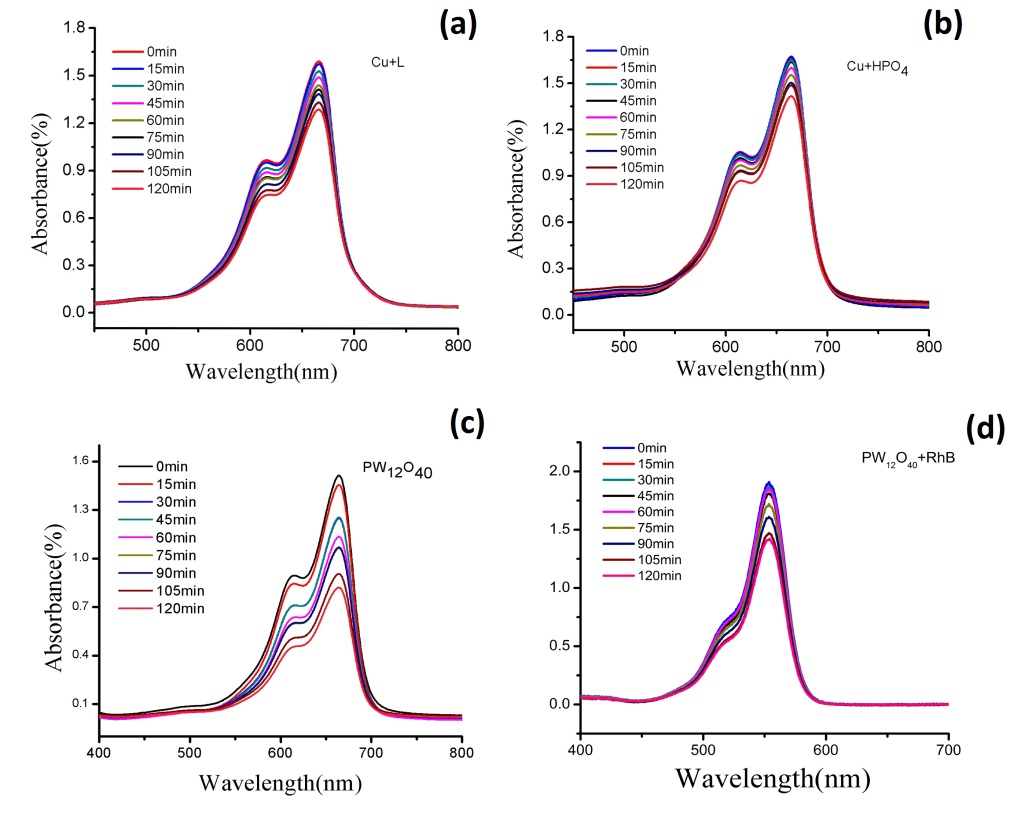 (a)
Cu+L
0min
15min
30min
45min
60min
75min
90min
105min
120min
1.8
1.5
1.2
0.9
0.6
0.3
0.0
Absorbance(%)
500 600 700 800
Wavelength(nm)
(b)
Cu+HPO4
0min
15min
30min
45min
60min
75min
90min
105min
120min
1.8
1.5
1.2
0.9
0.6
0.3
0.0
Absorbance(%)
500 600 700 800
Wavelength(nm)
(c)
PW12O40
0min
15min
30min
45min
60min
75min
90min
105min
120min
1.6
1.3
1.0
0.7
0.4
0.1
Absorbance(%)
400 500 600 700 800
Wavelength(nm)
(d)
PW12O40+RhB
0min
15min
30min
45min
60min
75min
90min
105min
120min
2.0
1.5
1.0
0.5
0.0
400 500 600 700
Wavelength(nm)